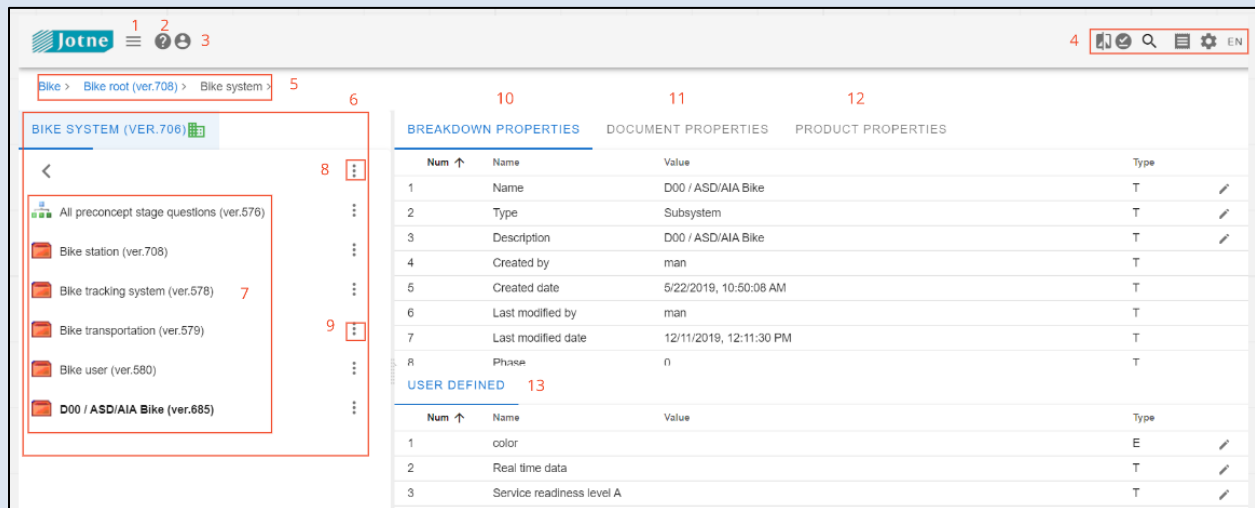 1 2
Jotne 3 4 EN
Bike > Bike root (ver.708) > Bike system > 5
6 10 11 12
BIKE SYSTEM (VER.706)
8
All preconcept stage questions (ver.576)
Bike station (ver.708)
Bike tracking system (ver.578) 7
Bike transportation (ver.579) 9
Bike user (ver.580)
D00 / ASD/AIA Bike (ver.685)
BREAKDOWN PROPERTIES DOCUMENT PROPERTIES PRODUCT PROPERTIES
Num Name Value Type
1 Name D00 / ASD/AIA Bike T
2 Type Subsystem T
3 Description D00 / ASD/AIA Bike T
4 Created by man T
5 Created date 5/22/2019, 10:50:08 AM T
6 Last modified by man T
7 Last modified date 12/11/2019, 12:11:30 PM T
8 Phase 0 T
USER DEFINED 13
Num Name Value Type
1 color E
2 Real time data T
3 Service readiness level A T